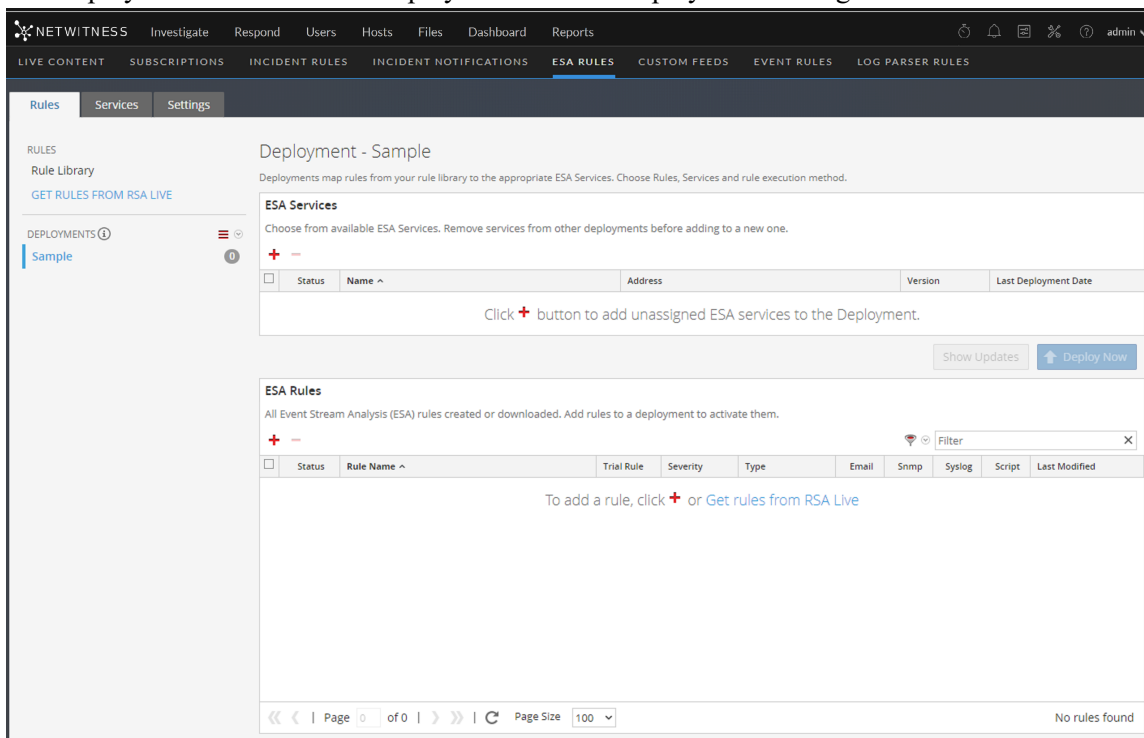 NETWITNESS Investigate Respond Users Hosts Files Dashboard Reports admin
LIVE CONTENT SUBSCRIPTIONS INCIDENT RULES INCIDENT NOTIFICATIONS ESA RULES CUSTOM FEEDS EVENT RULES LOG PARSER RULES
Rules Services Settings
RULES
Rule Library
GET RULES FROM RSA LIVE
DEPLOYMENTS
Sample 0
Deployment - Sample
Deployments map rules from your rule library to the appropriate ESA Services. Choose Rules, Services and rule execution method.
ESA Services
Choose from available ESA Services. Remove services from other deployments before adding to a new one.
Status Name Address Version Last Deployment Date
Click + button to add unassigned ESA services to the Deployment.
Show Updates Deploy Now
ESA Rules
All Event Stream Analysis (ESA) rules created or downloaded. Add rules to a deployment to activate them.
Filter X
Status Rule Name Trial Rule Severity Type Email Snmp Syslog Script Last Modified
To add a rule, click + or Get rules from RSA Live
Page 0 of 0 Page Size 100 No rules found